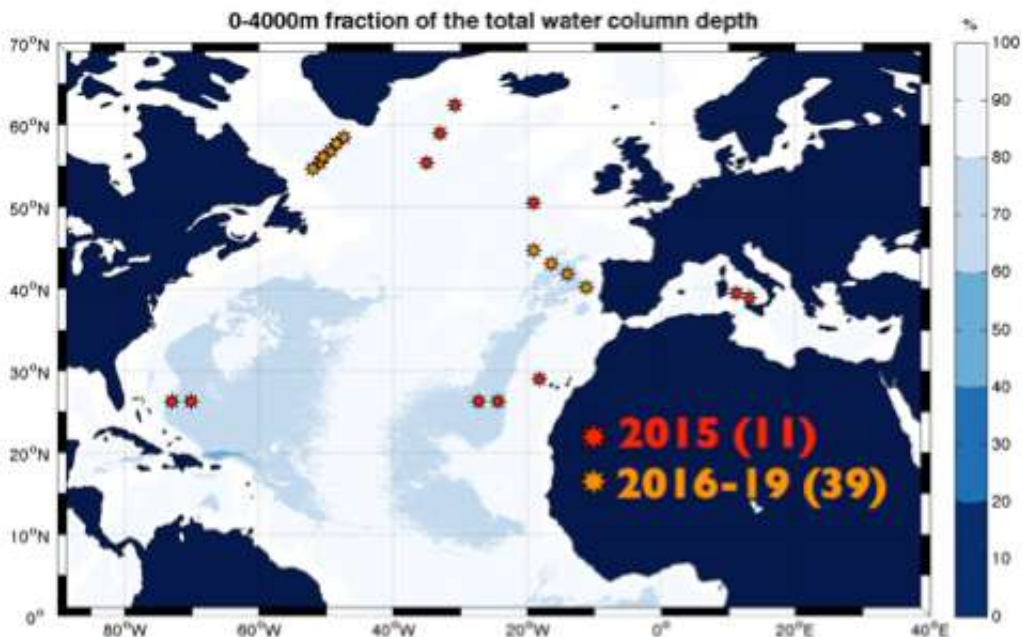 0-4000m fraction of the total water column depth
%
70°N
60°N
50°N
40°N
30°N
20°N
10°N
0°
80°W
60°W
40°W
20°W
0°
20°E
40°E
2015 (11)
2016-19 (39)
100
90
80
70
60
50
40
30
20
10
0